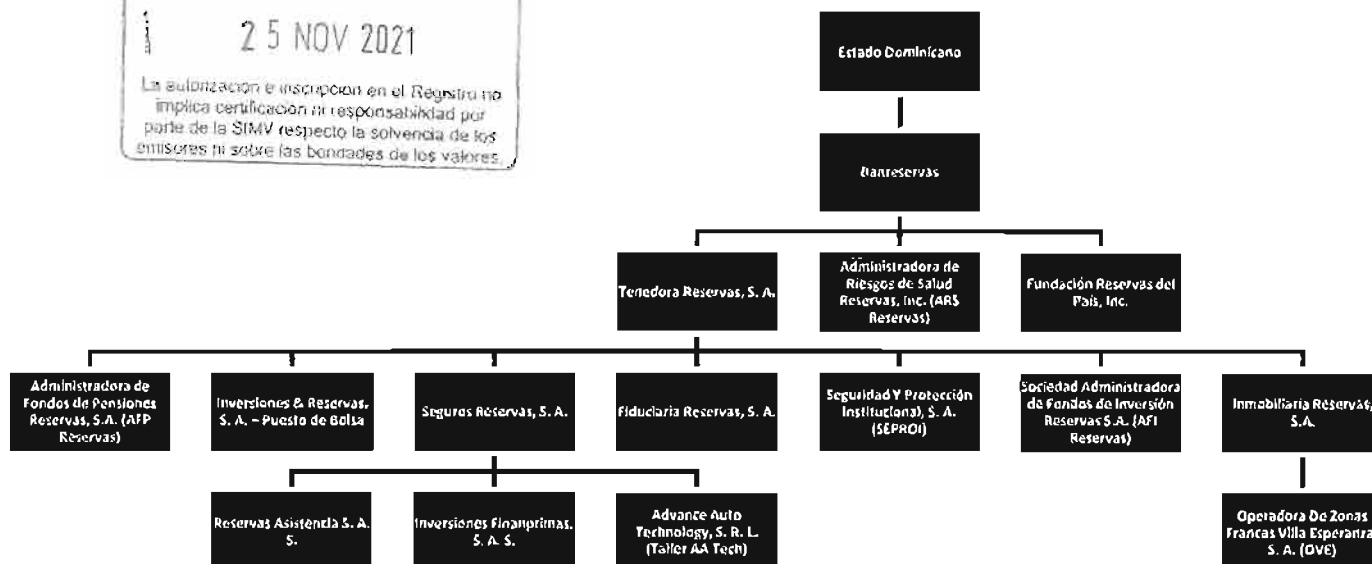 25 NOV 2021
La autorización e inscripción en el Registro no
implica certificación ni responsabilidad por
parte de la SIMV respecto la solvencia de los
emisores ni sobre las bondades de los valores.
Estado Dominicano
Banreservas
Tenedora Reservas, S. A.
Administradora de
Riesgos de Salud
Reservas, Inc. (ARS
Reservas)
Fundación Reservas del
País, Inc.
Administradora de
Fondos de Pensiones
Reservas, S.A. (AFP
Reservas)
Inversiones & Reservas,
S. A. – Puesto de Bolsa
Seguros Reservas, S. A.
Fiduciaria Reservas, S. A.
Seguridad Y Protección
Institucional, S. A.
(SEPROI)
Sociedad Administradora
de Fondos de Inversión
Reservas S.A. (AFI
Reservas)
Inmobiliaria Reservas,
S.A.
Reservas Asistencia S. A.
S.
Inversiones Finanprimas,
S. A. S.
Advance Auto
Technology, S. R. L.
(Taller AA Tech)
Operadora De Zonas
Francas Villa Esperanza,
S. A. (OVE)